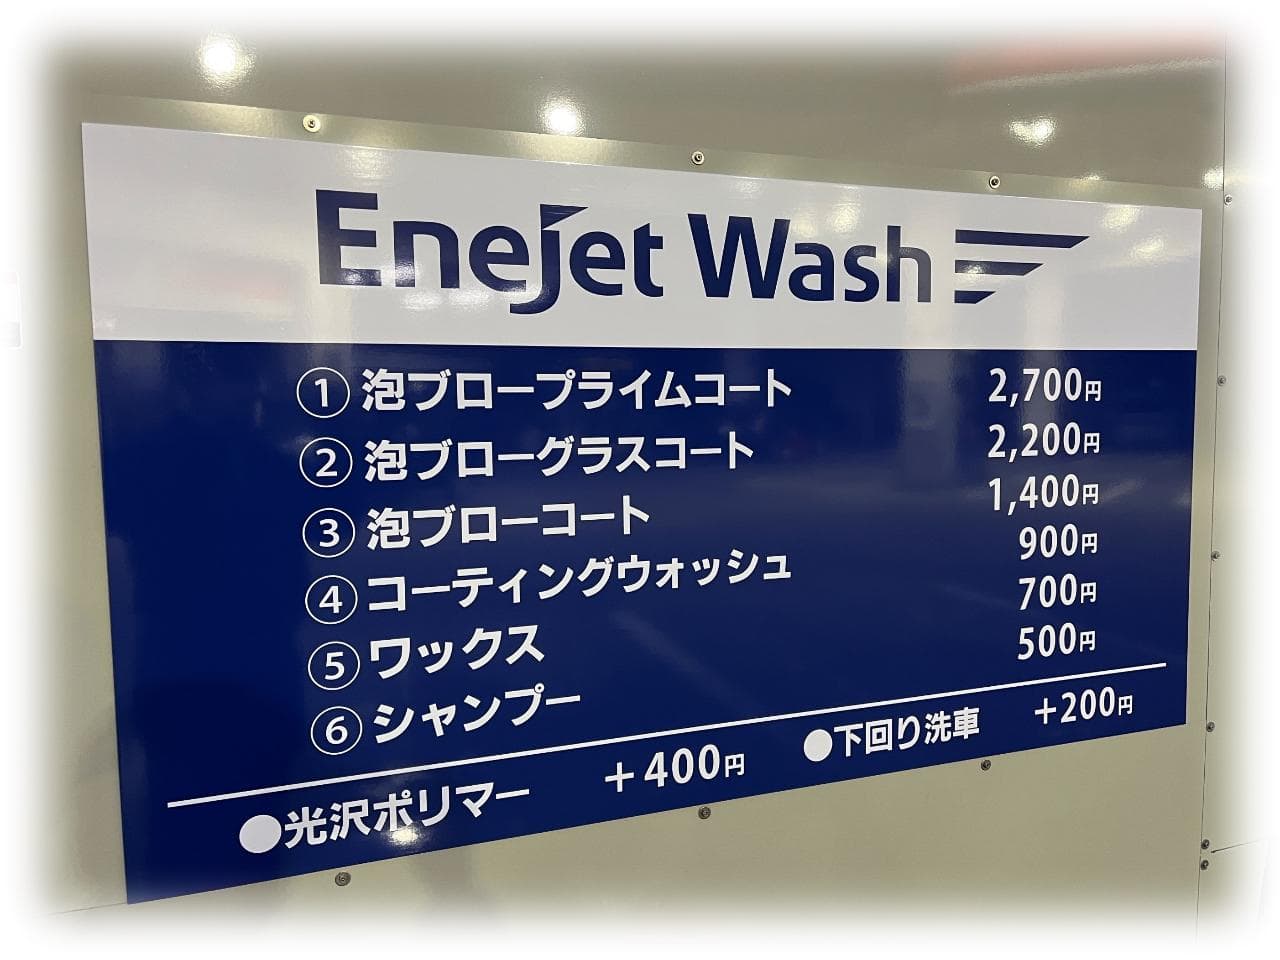 Enejet Wash
① 泡ブロープライムコート 2,700円
② 泡ブローグラスコート 2,200円
③ 泡ブローコート 1,400円
④ コーティングウォッシュ 900円
⑤ ワックス 700円
⑥ シャンプー 500円
●光沢ポリマー +400円 ●下回り洗車 +200円